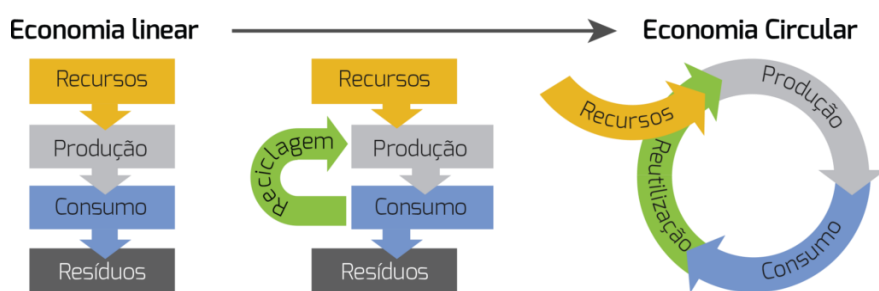 Economia linear
Economia Circular
Recursos
Produção
Consumo
Resíduos
Recursos
Reciclagem
Produção
Consumo
Resíduos
Recursos
Produção
Consumo
Reutilização